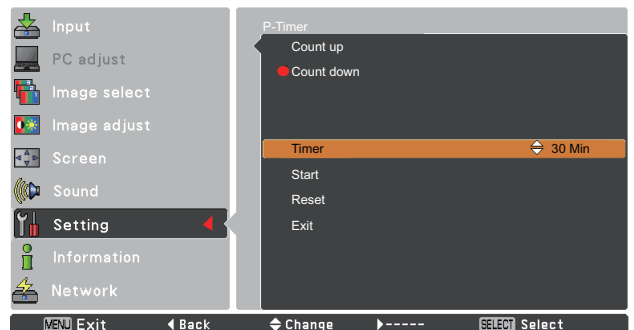 Input
PC adjust
Image select
Image adjust
Screen
Sound
Setting
Information
Network
P-Timer
Count up
Count down
Timer 30 Min
Start
Reset
Exit
MENU Exit Back Change ----- SELECT Select